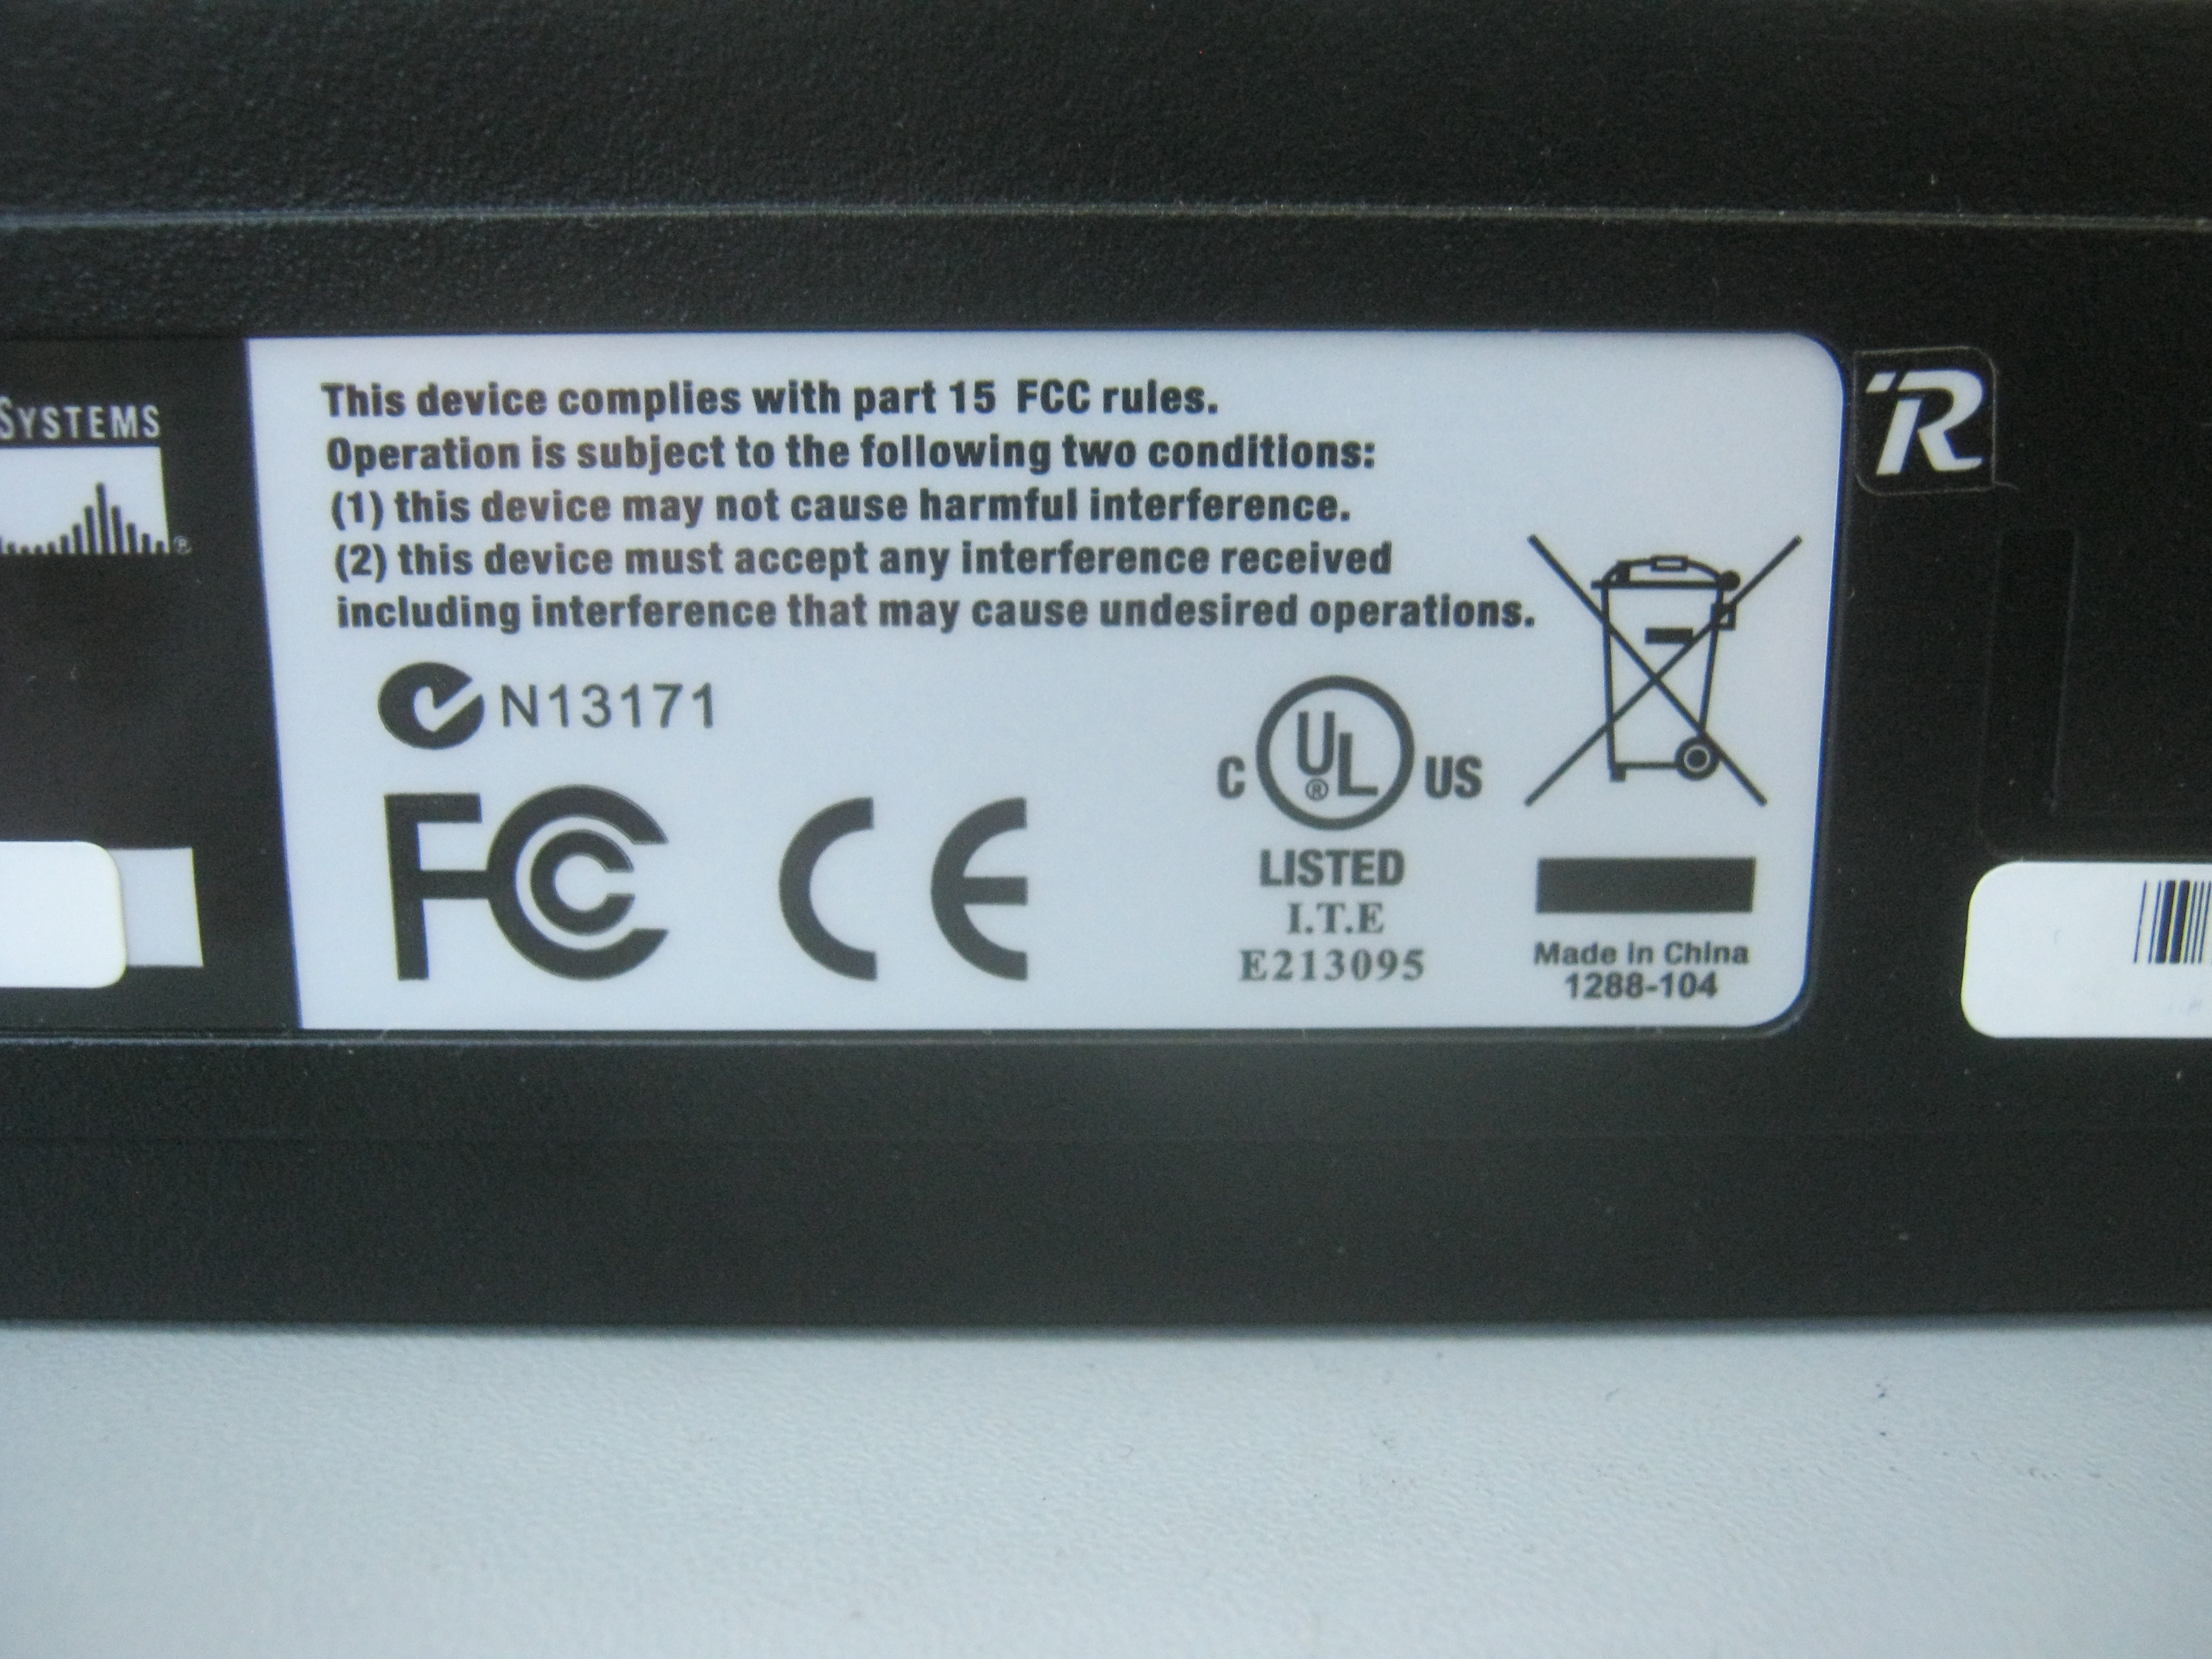 SYSTEMS
®
This device complies with part 15 FCC rules.
Operation is subject to the following two conditions:
(1) this device may not cause harmful interference.
(2) this device must accept any interference received
including interference that may cause undesired operations.
N13171
FC CE
C UL® US
LISTED
I.T.E
E213095
Made in China
1288-104
R